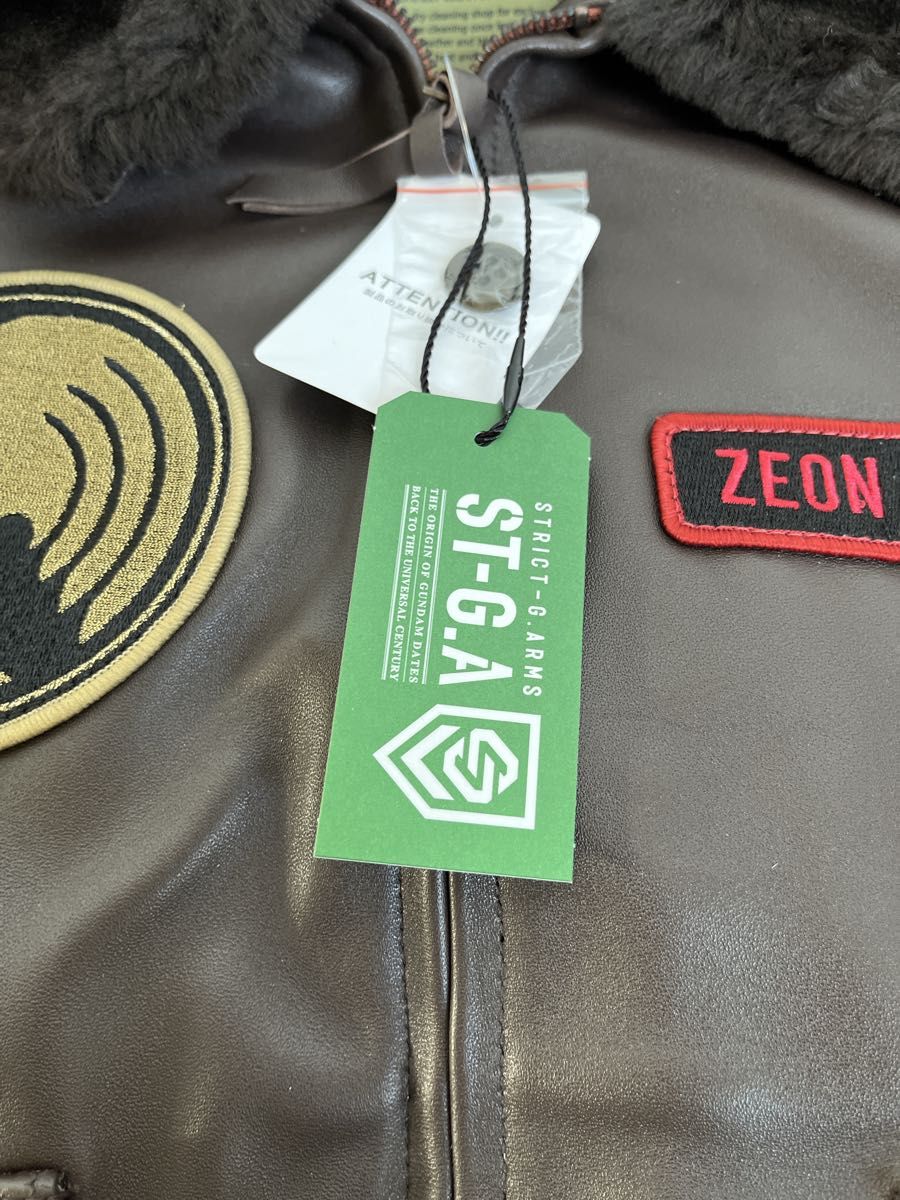 ATTENTION!!
ZEON
STRICT-G.ARMS
ST-G.A
THE ORIGIN OF GUNDAM DATES
BACK TO THE UNIVERSAL CENTURY